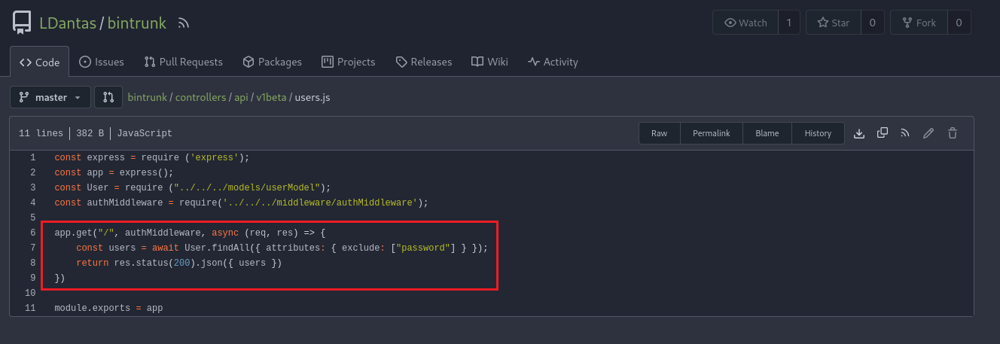 LDantas / bintrunk
Watch 1 Star 0 Fork 0
Code Issues Pull Requests Packages Projects Releases Wiki Activity
master bintrunk / controllers / api / v1beta / users.js
11 lines | 382 B | JavaScript Raw Permalink Blame History
1 const express = require ('express');
2 const app = express();
3 const User = require ("../../../models/userModel");
4 const authMiddleware = require('../../../middleware/authMiddleware');
5
6 app.get("/", authMiddleware, async (req, res) => {
7     const users = await User.findAll({ attributes: { exclude: ["password"] } });
8     return res.status(200).json({ users })
9 })
10
11 module.exports = app